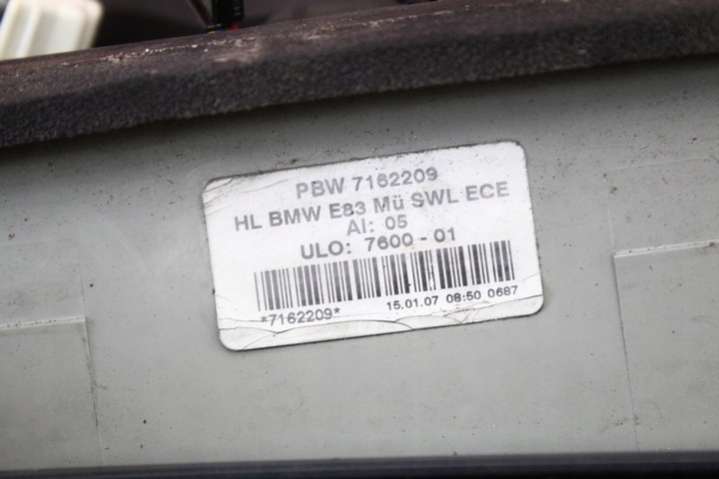 PBW 7162209
HL BMW E83 Mü SWL ECE
AI: 05
ULO: 7600 - 01
*7162209* 15.01.07 08:50 0687